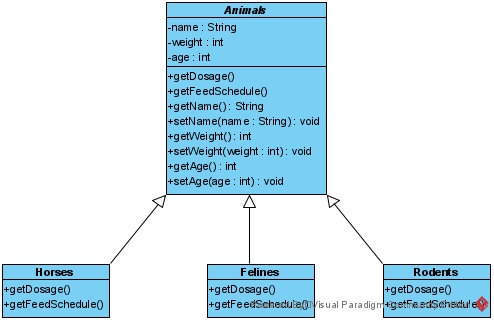 Animals
-name : String
-weight : int
-age : int
+getDosage()
+getFeedSchedule()
+getName() : String
+setName(name : String) : void
+getWeight() : int
+setWeight(weight : int) : void
+getAge() : int
+setAge(age : int) : void
Horses
+getDosage()
+getFeedSchedule()
Felines
+getDosage()
+getFeedSchedule()
Rodents
+getDosage()
+getFeedSchedule()
Visual Paradigm